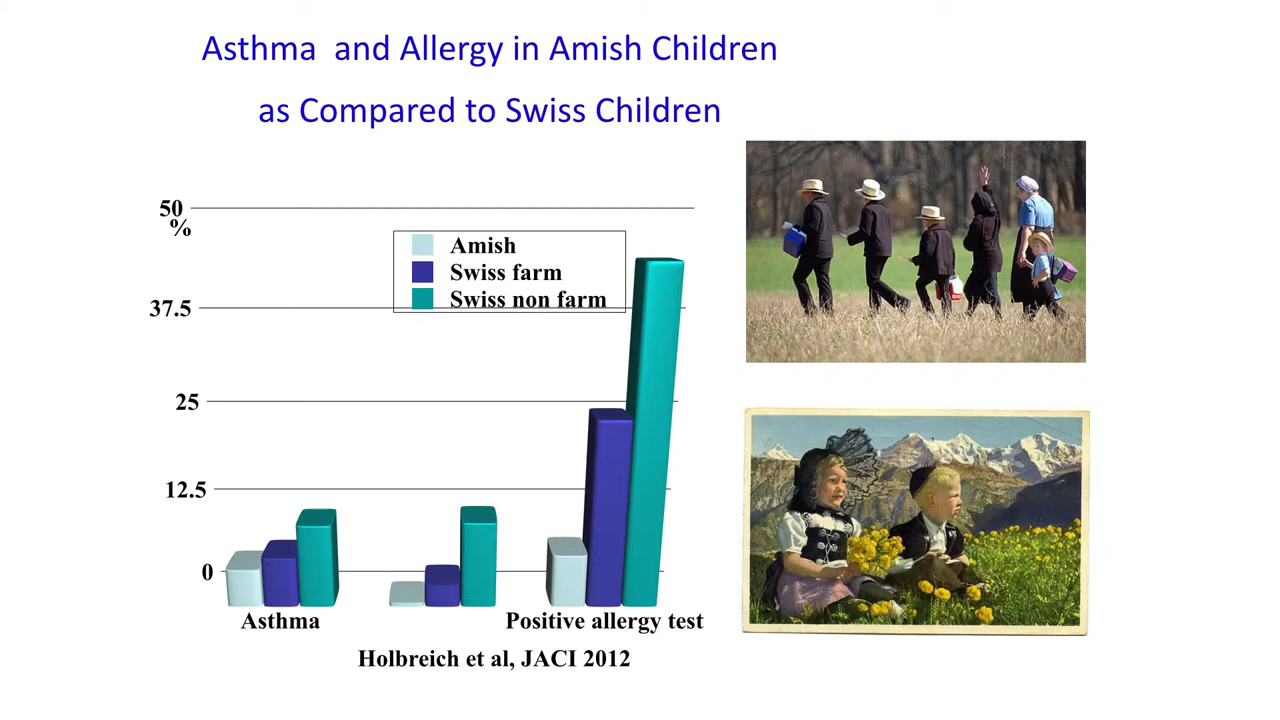 Asthma and Allergy in Amish Children
as Compared to Swiss Children
50
%
Amish
Swiss farm
Swiss non farm
37.5
25
12.5
0
Asthma
Positive allergy test
Holbreich et al, JACI 2012